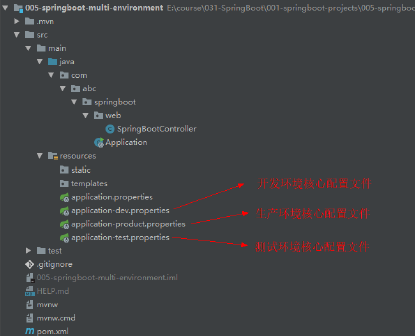 005-springboot-multi-environment E:\course\031-SpringBoot\001-springboot-projects\005-springboo
.mvn
src
main
java
com
abc
springboot
web
SpringBootController
Application
resources
static
templates
application.properties
application-dev.properties 开发环境核心配置文件
application-product.properties 生产环境核心配置文件
application-test.properties 测试环境核心配置文件
test
.gitignore
005-springboot-multi-environment.iml
HELP.md
mvnw
mvnw.cmd
pom.xml